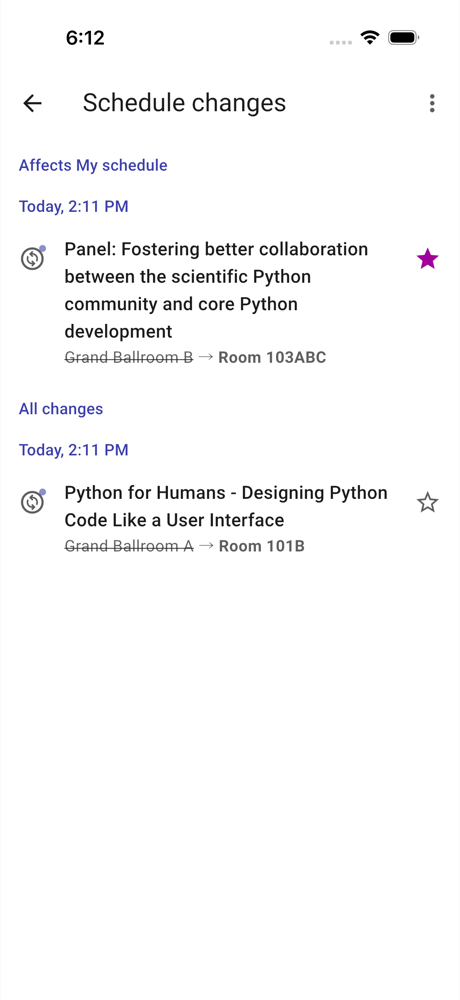 6:12
Schedule changes
Affects My schedule
Today, 2:11 PM
Panel: Fostering better collaboration
between the scientific Python
community and core Python
development
Grand Ballroom B → Room 103ABC
All changes
Today, 2:11 PM
Python for Humans - Designing Python
Code Like a User Interface
Grand Ballroom A → Room 101B